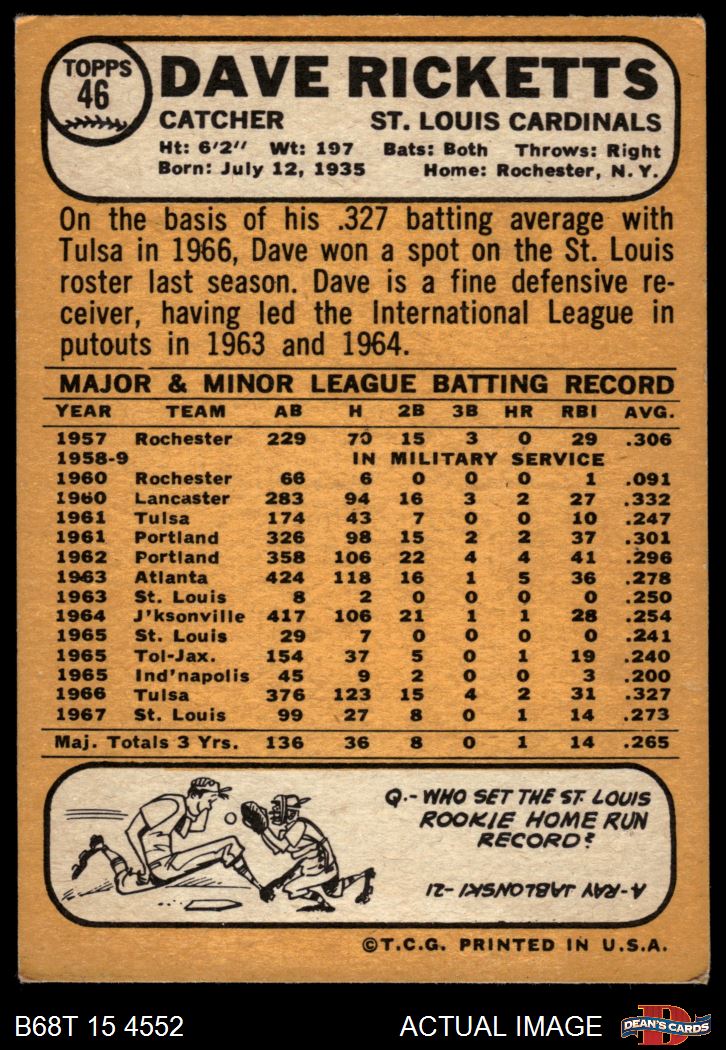 TOPPS
46
DAVE RICKETTS
CATCHER ST. LOUIS CARDINALS
Ht: 6'2" Wt: 197 Bats: Both Throws: Right
Born: July 12, 1935 Home: Rochester, N. Y.
On the basis of his .327 batting average with
Tulsa in 1966, Dave won a spot on the St. Louis
roster last season. Dave is a fine defensive re-
ceiver, having led the International League in
putouts in 1963 and 1964.
MAJOR & MINOR LEAGUE BATTING RECORD
YEAR TEAM AB H 2B 3B HR RBI AVG.
1957 Rochester 229 70 15 3 0 29 .306
1958-9 IN MILITARY SERVICE
1960 Rochester 66 6 0 0 0 1 .091
1960 Lancaster 283 94 16 3 2 27 .332
1961 Tulsa 174 43 7 0 0 10 .247
1961 Portland 326 98 15 2 2 37 .301
1962 Portland 358 106 22 4 4 41 .296
1963 Atlanta 424 118 16 1 5 36 .278
1963 St. Louis 8 2 0 0 0 0 .250
1964 J'ksonville 417 106 21 1 1 28 .254
1965 St. Louis 29 7 0 0 0 0 .241
1965 Tol-Jax. 154 37 5 0 1 19 .240
1965 Ind'napolis 45 9 2 0 0 3 .200
1966 Tulsa 376 123 15 4 2 31 .327
1967 St. Louis 99 27 8 0 1 14 .273
Maj. Totals 3 Yrs. 136 36 8 0 1 14 .265
Q.- WHO SET THE ST. LOUIS
ROOKIE HOME RUN
RECORD?
A-RAY JABLONSKI-21
©T.C.G. PRINTED IN U.S.A.
B68T 15 4552 ACTUAL IMAGE
D
DEAN'S CARDS